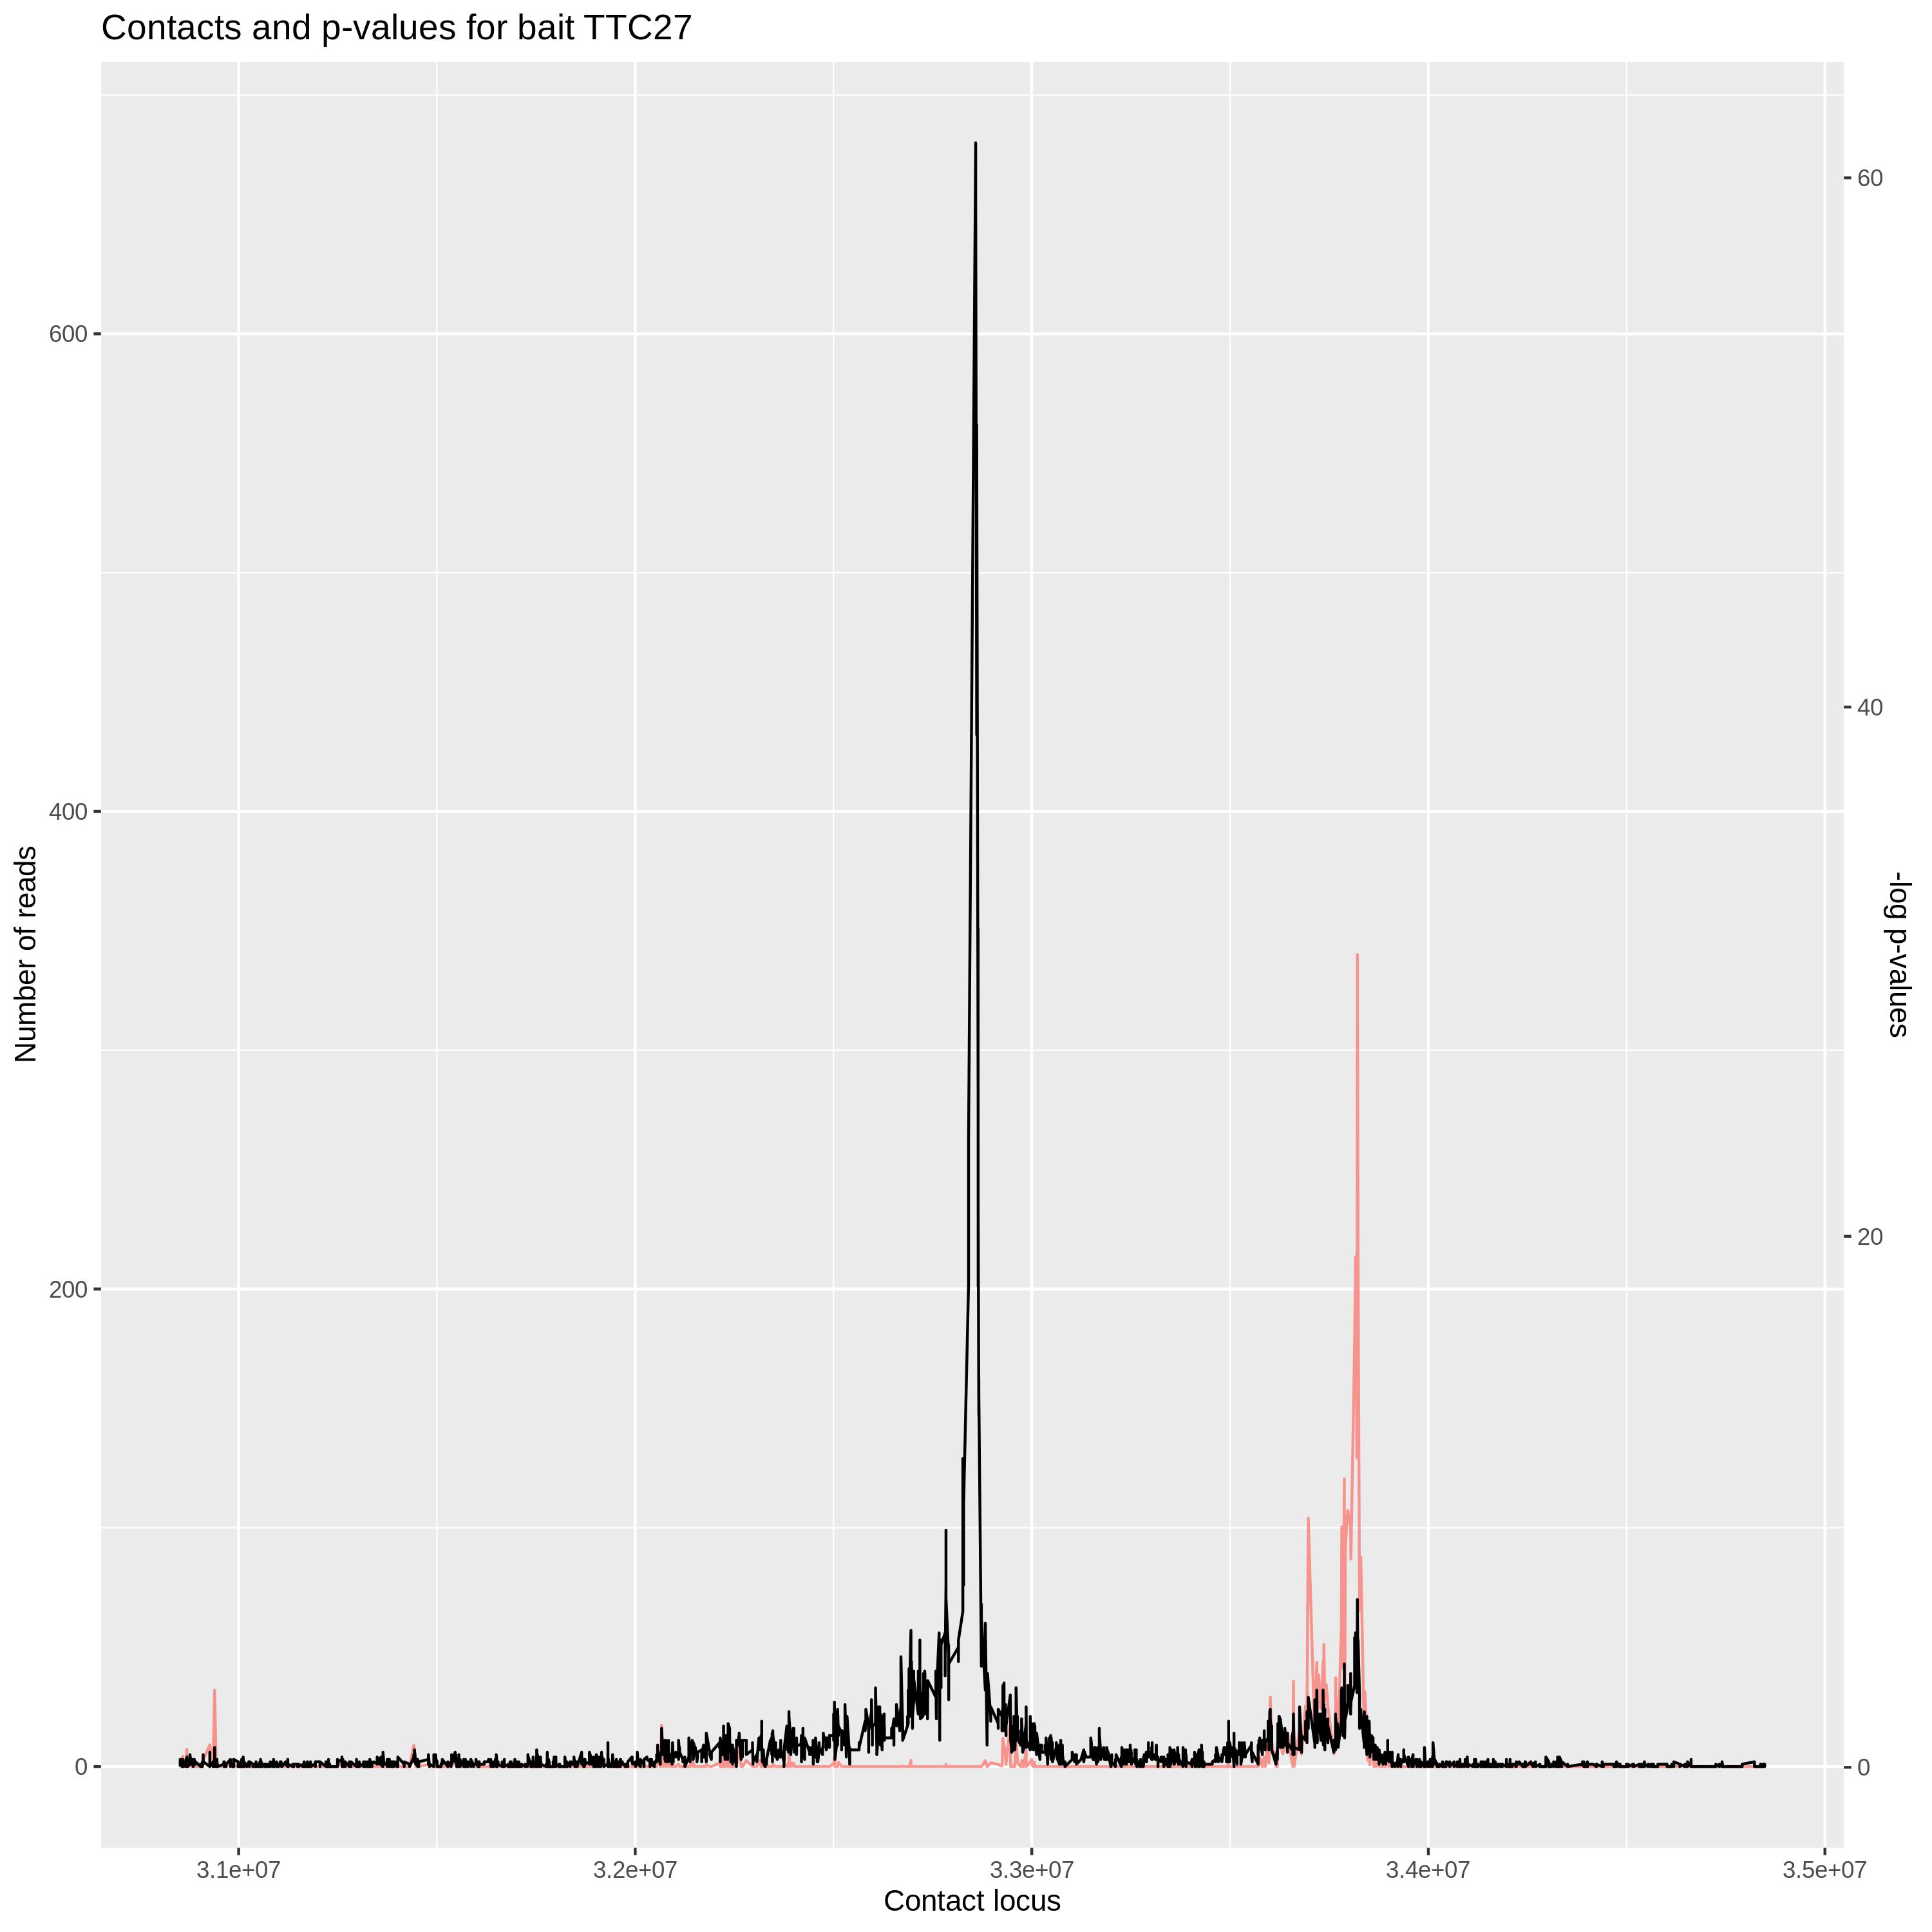 Contacts and p-values for bait TTC27
60
600
40
400
Number of reads
-log p-values
20
200
0
0
3.1e+07
3.2e+07
3.3e+07
3.4e+07
3.5e+07
Contact locus